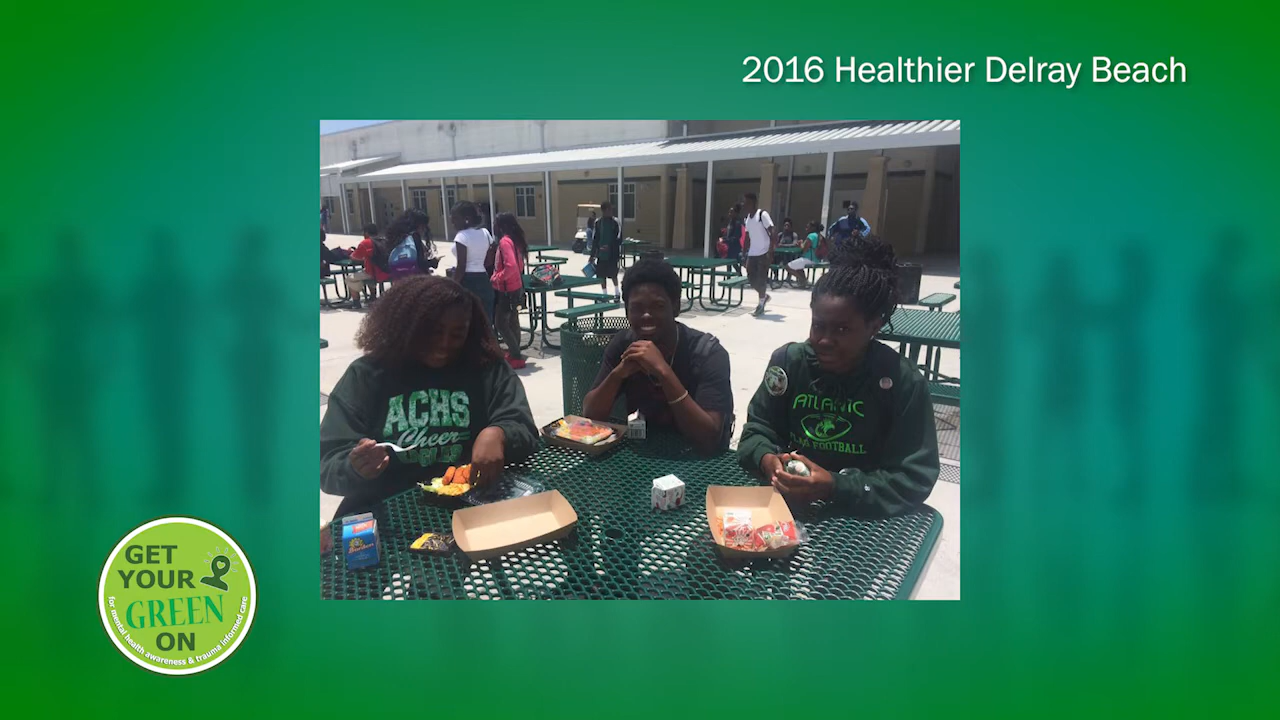 2016 Healthier Delray Beach
ACHS
Cheer
ATLANTIC
FLAG FOOTBALL
GET
YOUR
GREEN
ON
for mental health awareness & trauma informed care